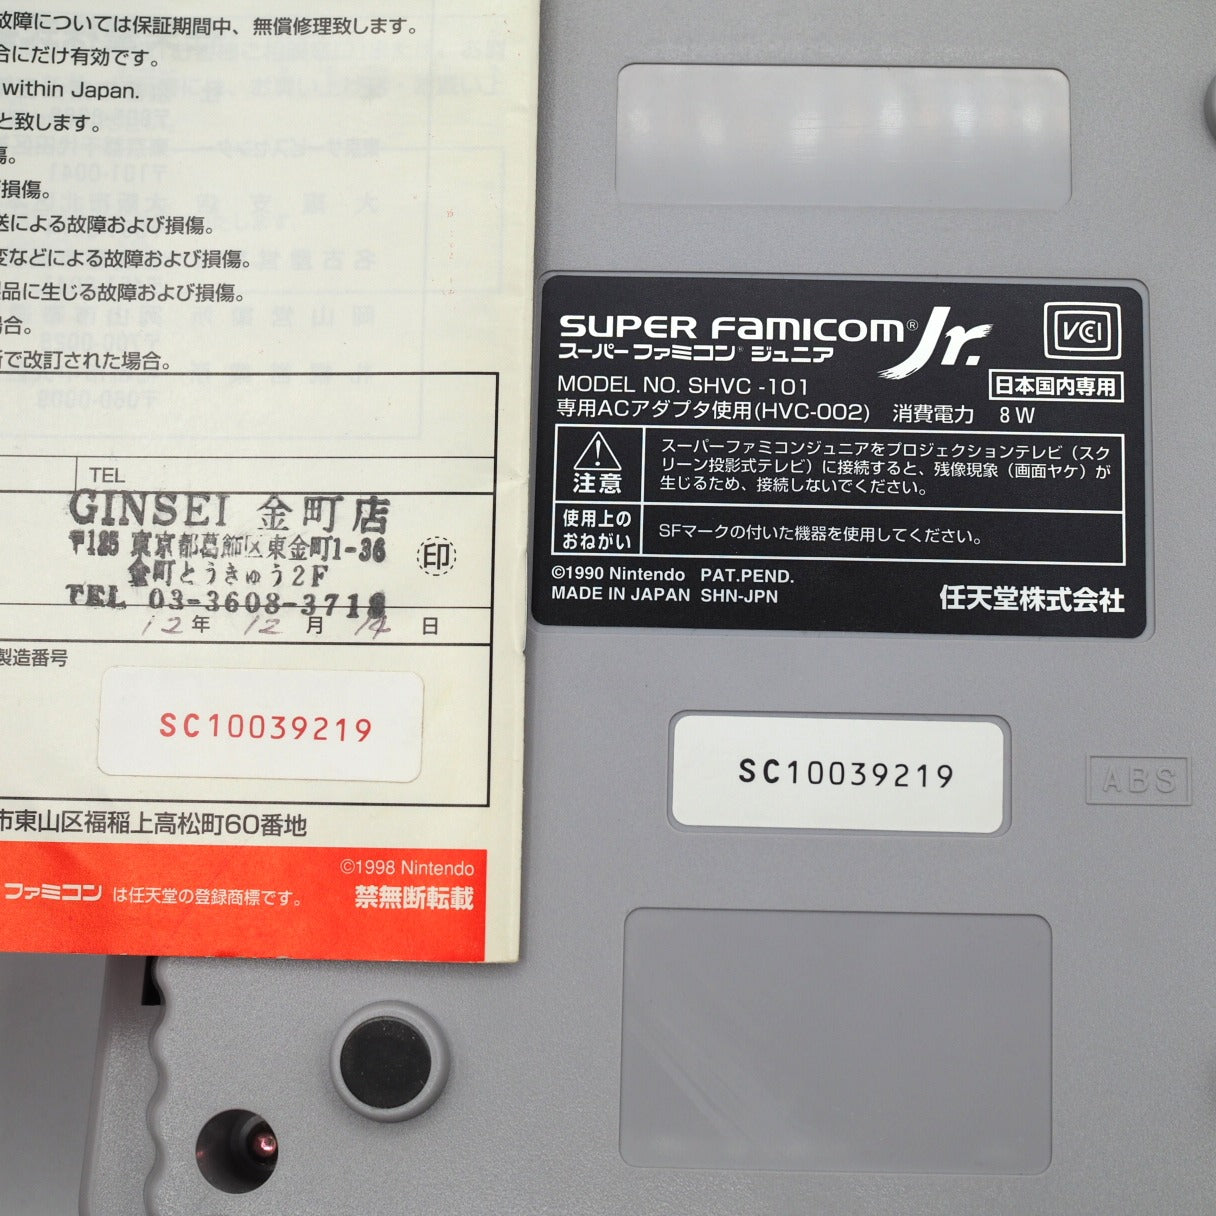 故障については保証期間中、無償修理致します。
合にだけ有効です。
within Japan.
と致します。
傷。
損傷。
送による故障および損傷。
変などによる故障および損傷。
品に生じる故障および損傷。
場合。
で改訂された場合。
TEL
GINSEI 金町店
〒125 東京都葛飾区東金町1-36
金町とうきゅう2F
TEL 03-3608-371
印
12年 12月 14日
製造番号
SC10039219
市東山区福稲上高松町60番地
©1998 Nintendo
ファミコン は任天堂の登録商標です。
禁無断転載
SUPER FAMICOM® Jr.
スーパーファミコン® ジュニア
VCCI
MODEL NO. SHVC -101
日本国内専用
専用ACアダプタ使用(HVC-002) 消費電力 8W
注意
スーパーファミコンジュニアをプロジェクションテレビ（スク
リーン投影式テレビ）に接続すると、残像現象（画面ヤケ）が
生じるため、接続しないでください。
使用上の
おねがい
SFマークの付いた機器を使用してください。
©1990 Nintendo PAT.PEND.
MADE IN JAPAN SHN-JPN
任天堂株式会社
SC10039219
ABS